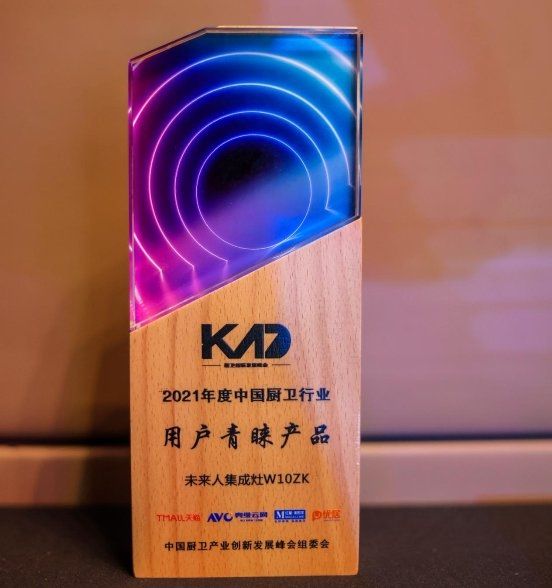 KAD
2021年度中国厨卫行业
用户青睐产品
未来人集成灶W10ZK
TMALL天猫 AVC奥维云网 M 优居
中国厨卫产业创新发展峰会组委会